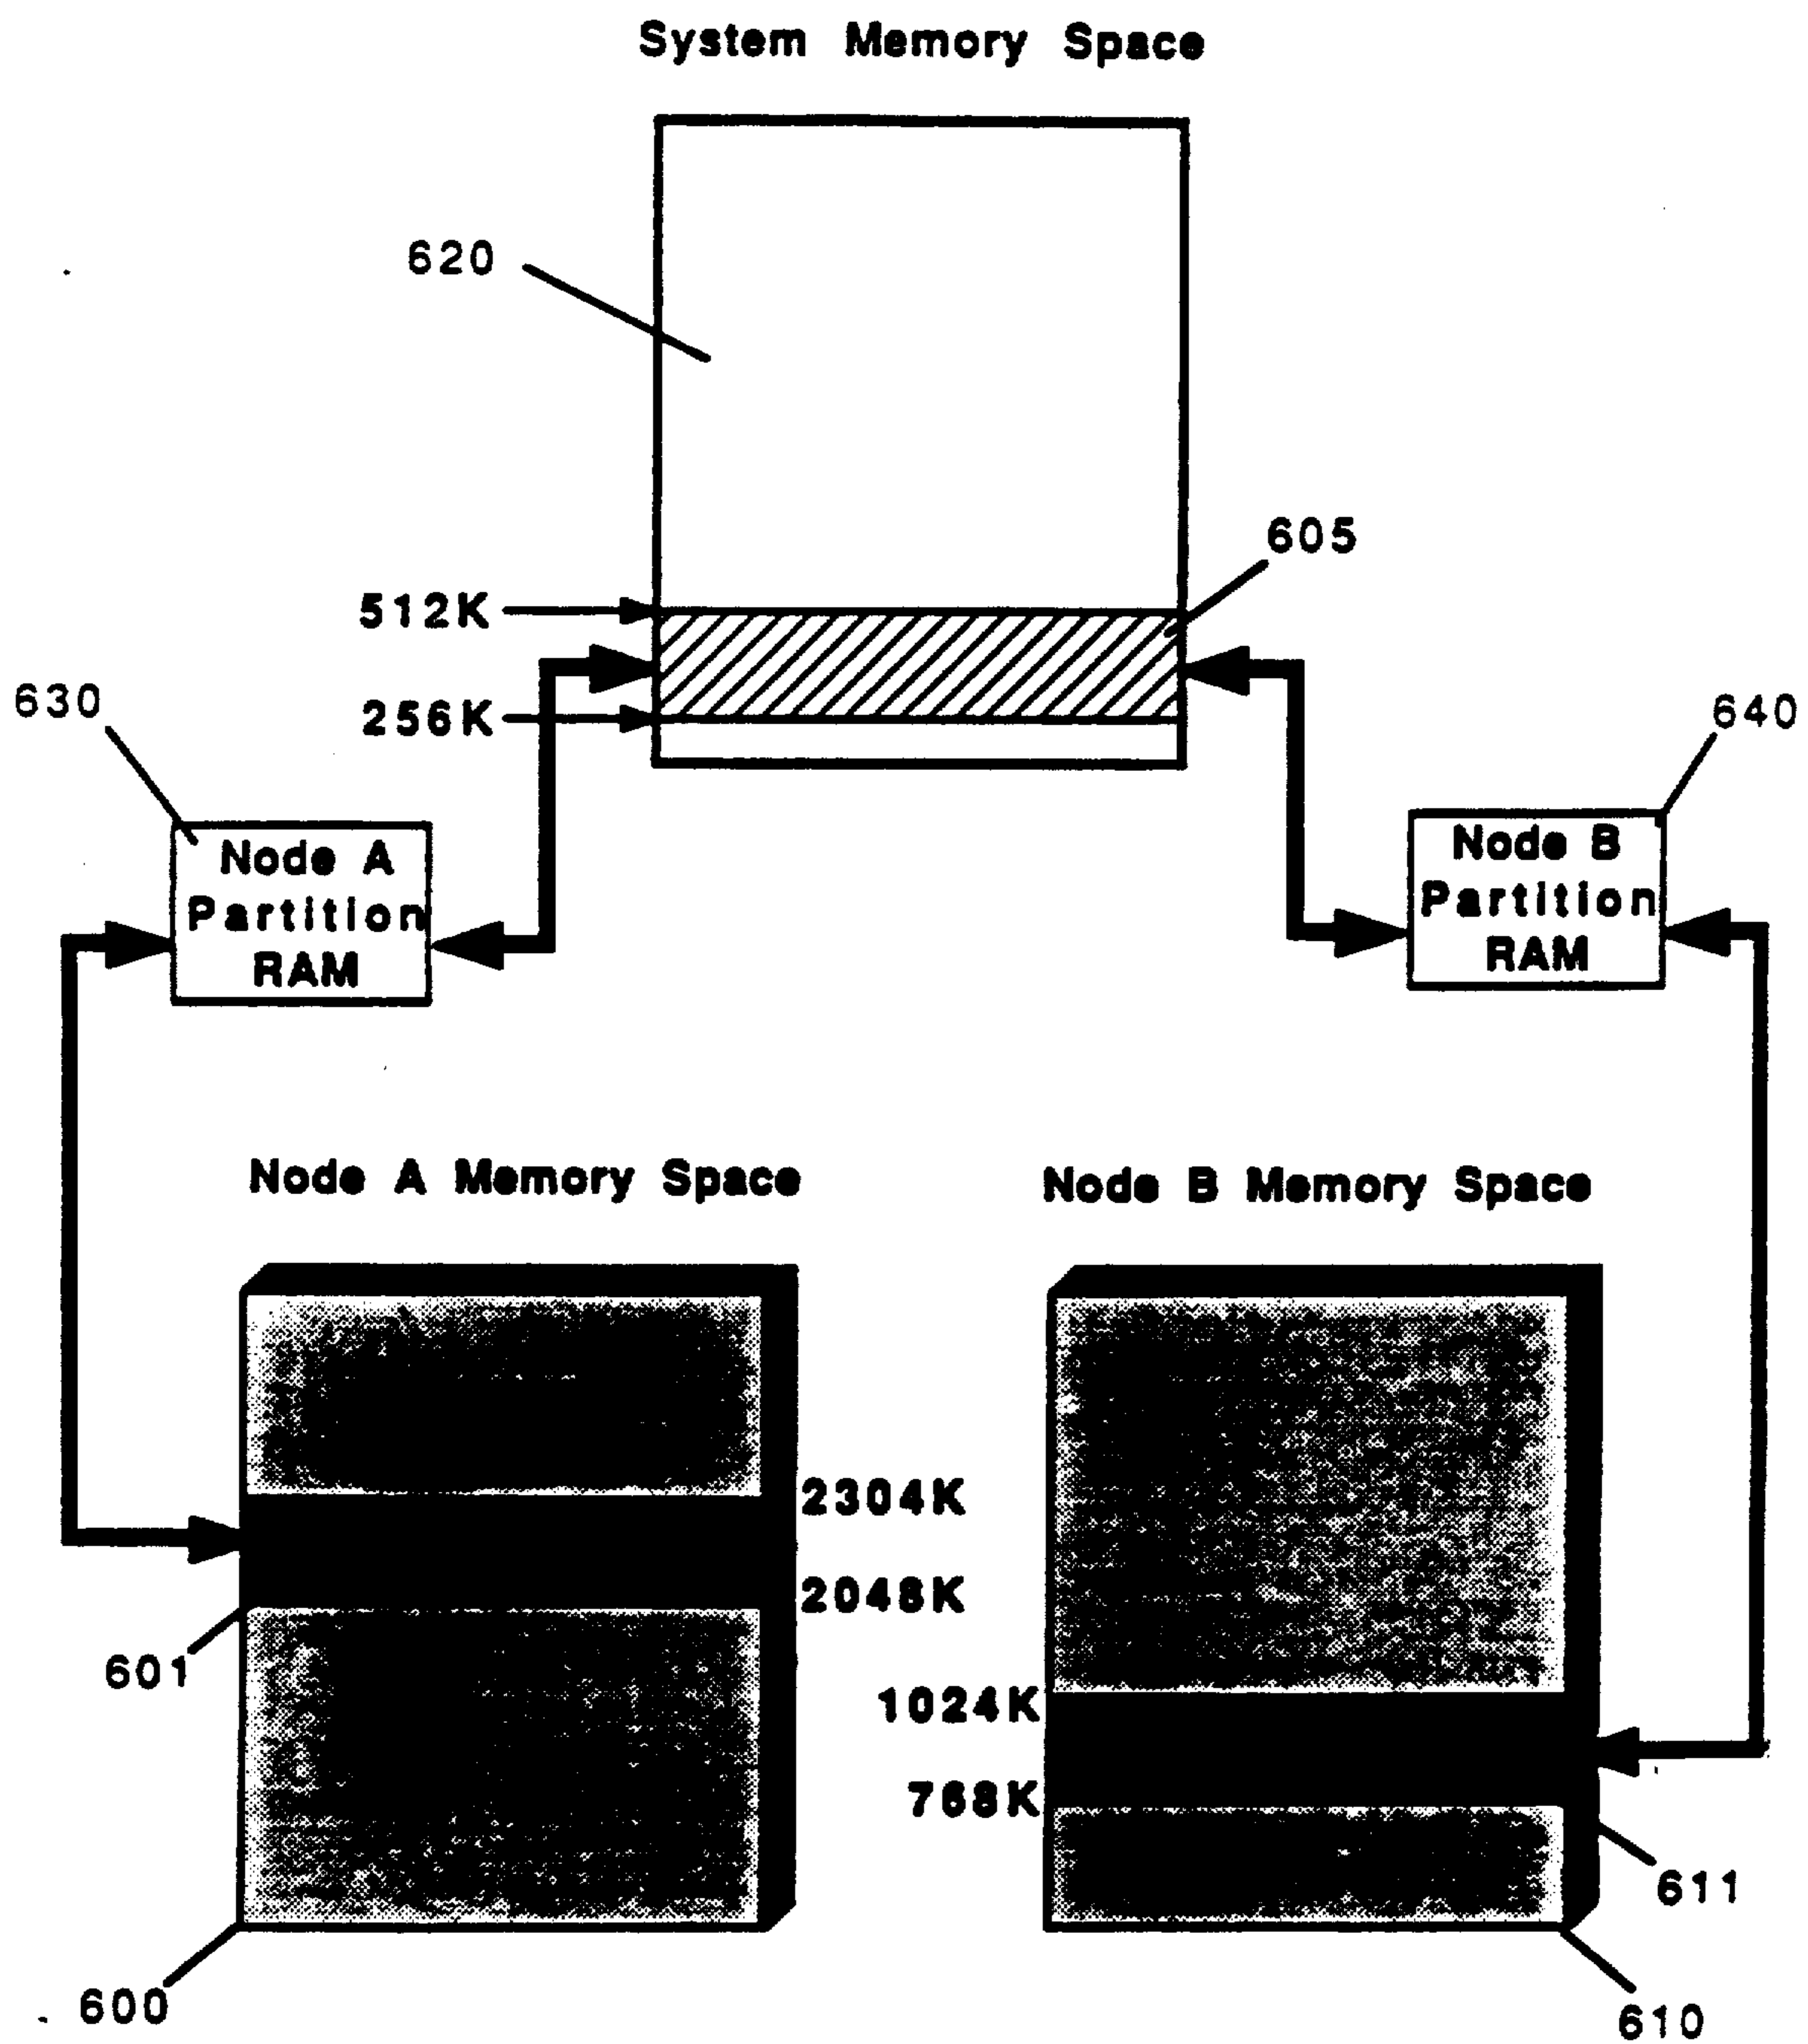 System Memory Space
620
605
512K
256K
630
640
Node A
Partition
RAM
Node B
Partition
RAM
Node A Memory Space
Node B Memory Space
2304K
2048K
601
1024K
768K
611
600
610